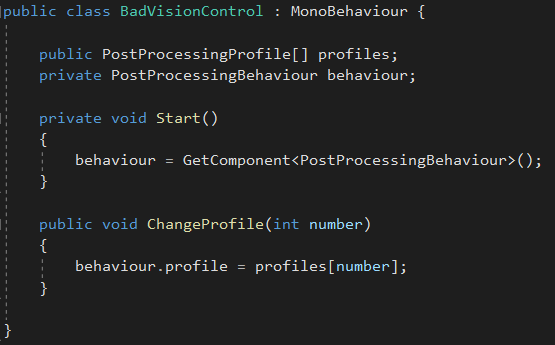 public class BadVisionControl : MonoBehaviour {
public PostProcessingProfile[] profiles;
private PostProcessingBehaviour behaviour;
private void Start()
{
behaviour = GetComponent<PostProcessingBehaviour>();
}
public void ChangeProfile(int number)
{
behaviour.profile = profiles[number];
}
}